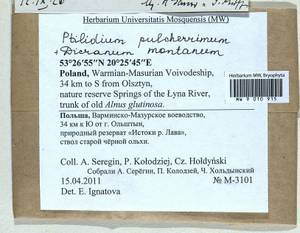 Herbarium Universitatis Mosquensis (MW)
Ptilidium pulcherrimum
+ Dicranum montanum
53°26'55"N 20°25'45"E
Poland, Warmian-Masurian Voivodeship,
34 km to S from Olsztyn,
nature reserve Springs of the Łyna River,
trunk of old Alnus glutinosa.
Польша, Варминско-Мазурское воеводство,
34 км к Ю от г. Ольштын,
природный резерват «Истоки р. Лава»,
ствол старой чёрной ольхи.
Coll. A. Seregin, P. Kołodziej, Cz. Hołdyński
Собрали А. Серёгин, П. Колодзей, Ч. Хольдынский
15.04.2011
№ M-3101
Det. E. Ignatova
Herbarium MW, Bryophyta
MW 9 010 915